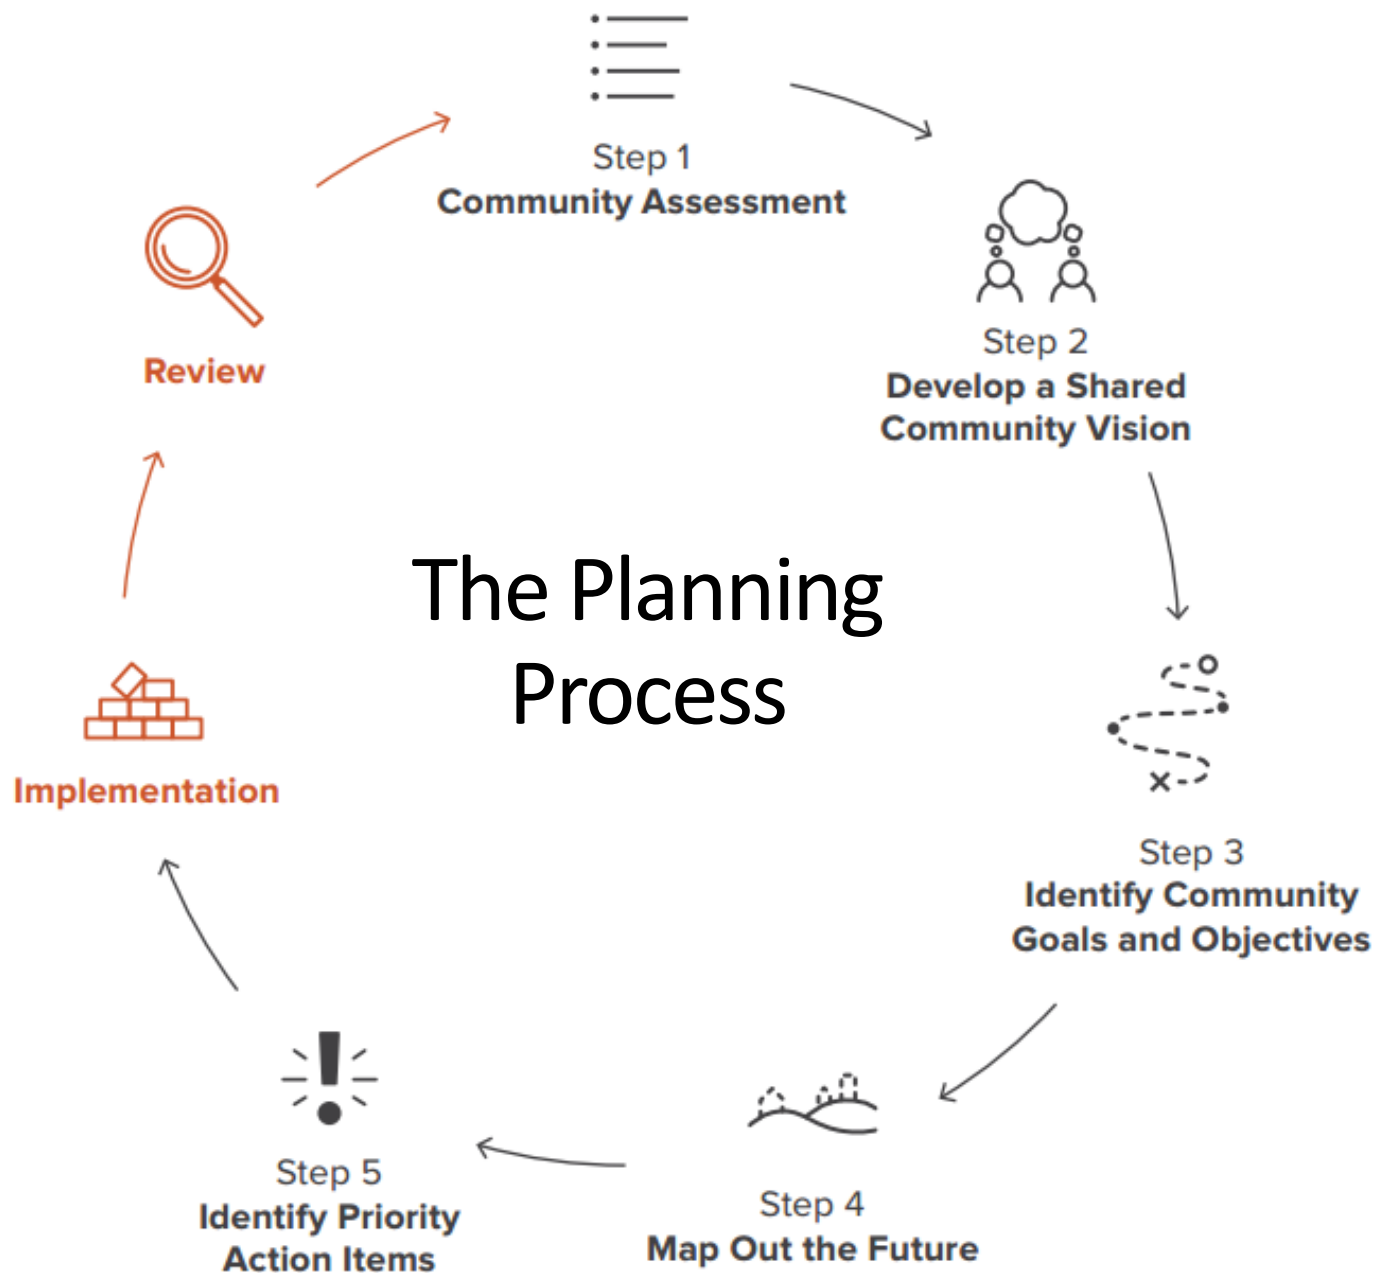 Step 1
Community Assessment
Step 2
Develop a Shared
Community Vision
Step 3
Identify Community
Goals and Objectives
Step 4
Map Out the Future
Step 5
Identify Priority
Action Items
Implementation
Review
The Planning
Process